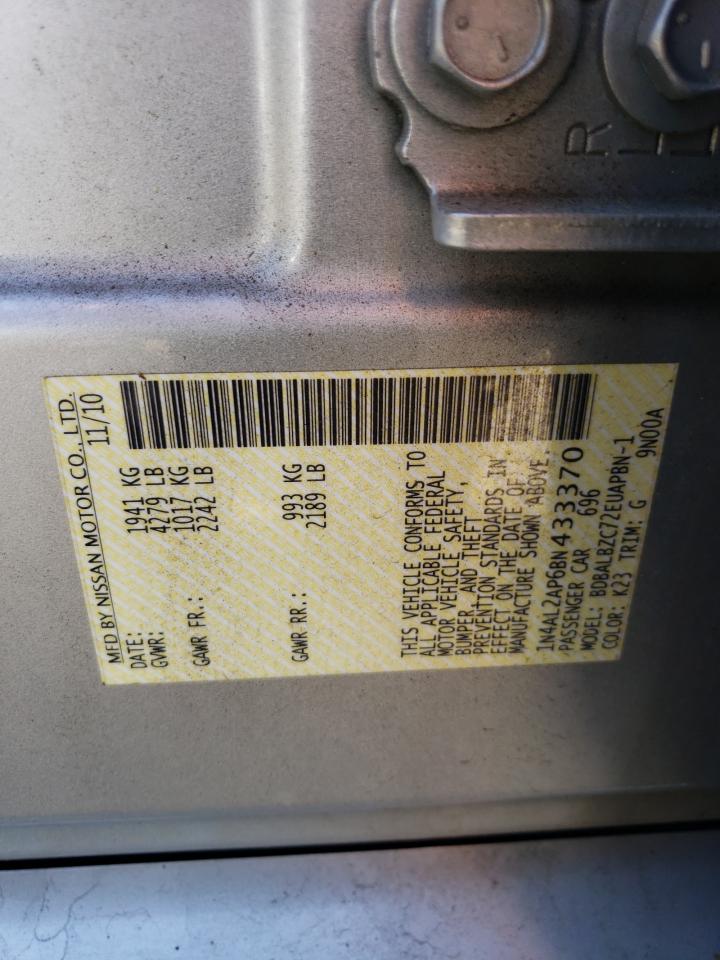 MFD BY NISSAN MOTOR CO., LTD.
DATE: 11/10
GVWR: 1941 KG
4279 LB
GAWR FR.: 1017 KG
2242 LB
GAWR RR.: 993 KG
2189 LB
THIS VEHICLE CONFORMS TO
ALL APPLICABLE FEDERAL
MOTOR VEHICLE SAFETY,
BUMPER, AND THEFT
PREVENTION STANDARDS IN
EFFECT ON THE DATE OF
MANUFACTURE SHOWN ABOVE.
1N4AL2AP6BN433370
PASSENGER CAR 696
MODEL: BDBALBZC72EUAPBN-1
COLOR: K23 TRIM: G 9N00A
R